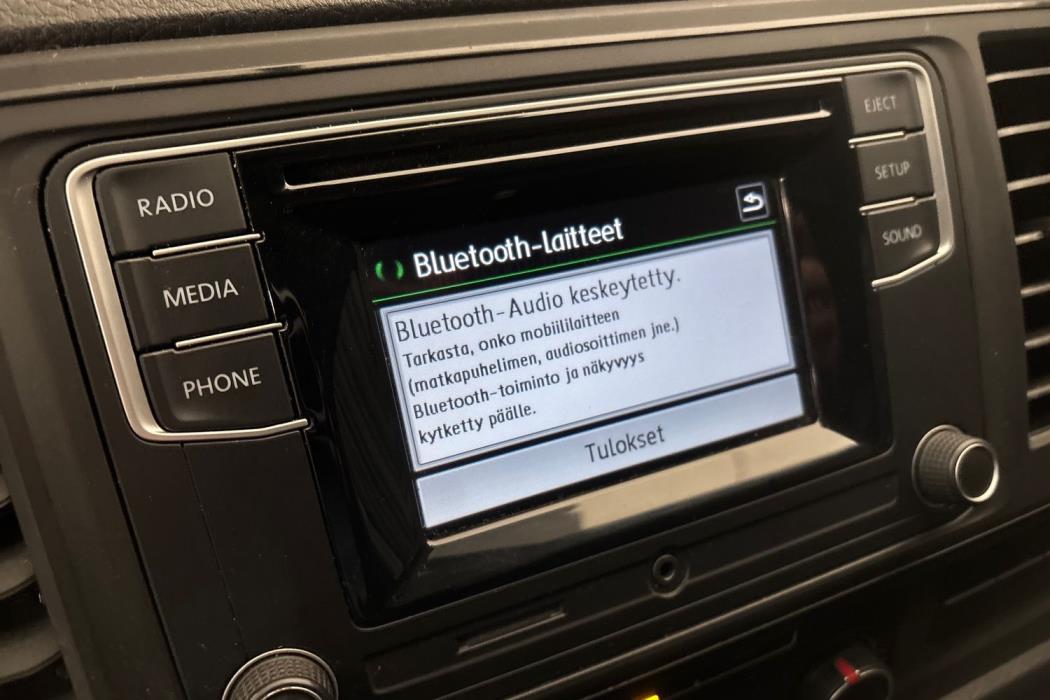 RADIO
MEDIA
PHONE
EJECT
SETUP
SOUND
Bluetooth-Laitteet
Bluetooth-Audio keskeytetty.
Tarkasta, onko mobiililaitteen
(matkapuhelimen, audiosoittimen jne.)
Bluetooth-toiminto ja näkyvyys
kytketty päälle.
Tulokset